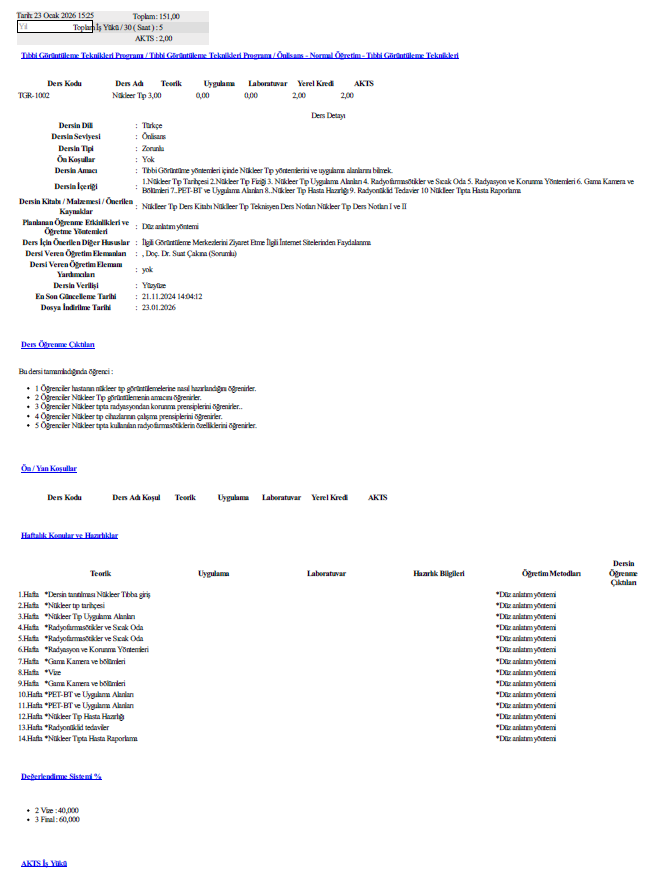 Tarih: 23 Ocak 2026 15:25
Toplam : 151,00
Yıl
Toplam İş Yükü / 30 ( Saat ) : 5
AKTS : 2,00
Tıbbi Görüntüleme Teknikleri Programı / Tıbbi Görüntüleme Teknikleri Programı / Önlisans - Normal Öğretim - Tıbbi Görüntüleme Teknikleri
Ders Kodu Ders Adı Teorik Uygulama Laboratuvar Yerel Kredi AKTS
TGR-1002 Nükleer Tıp 3,00 0,00 0,00 2,00 2,00
Ders Detayı
Dersin Dili : Türkçe
Dersin Seviyesi : Önlisans
Dersin Tipi : Zorunlu
Ön Koşullar : Yok
Dersin Amacı : Tıbbi Görüntüme yöntemleri içinde Nükleer Tıp yöntemlerini ve uygulama alanlarını bilmek.
Dersin İçeriği : 1.Nükleer Tıp Tarihçesi 2.Nükleer Tıp Fiziği 3. Nükleer Tıp Uygulama Alanları 4. Radyofarmasötikler ve Sıcak Oda 5. Radyasyon ve Korunma Yöntemleri 6. Gama Kamera ve
Bölümleri 7..PET-BT ve Uygulama Alanları 8..Nükleer Tıp Hasta Hazırlığı 9. Radyonüklid Tedavier 10 Nükleer Tıpta Hasta Raporlama
Dersin Kitabı / Malzemesi / Önerilen
Kaynaklar : Nükleer Tıp Ders Kitabı Nükleer Tıp Teknisyen Ders Notları Nükleer Tıp Ders Notları I ve II
Planlanan Öğrenme Etkinlikleri ve
Öğretme Yöntemleri : Düz anlatım yöntemi
Ders İçin Önerilen Diğer Hususlar : İlgili Görüntüleme Merkezlerini Ziyaret Etme İlgili İnternet Sitelerinden Faydalanma
Dersi Veren Öğretim Elemanları : , Doç. Dr. Suat Çakına (Sorumlu)
Dersi Veren Öğretim Elemanı
Yardımcıları : yok
Dersin Verilişi : Yüzyüze
En Son Güncelleme Tarihi : 21.11.2024 14:04:12
Dosya İndirilme Tarihi : 23.01.2026
Ders Öğrenme Çıktıları
Bu dersi tamamladığında öğrenci :
• 1 Öğrenciler hastanın nükleer tıp görüntülemelerine nasıl hazırlandığını öğrenirler.
• 2 Öğrenciler Nükleer Tıp görüntülemenin amacını öğrenirler.
• 3 Öğrenciler Nükleer tıpta radyasyondan korunma prensiplerini öğrenirler..
• 4 Öğrenciler Nükleer tıp cihazlarının çalışma prensiplerini öğrenirler.
• 5 Öğrenciler Nükleer tıpta kullanılan radyofarmasötiklerin özelliklerini öğrenirler.
Ön / Yan Koşullar
Ders Kodu Ders Adı Koşul Teorik Uygulama Laboratuvar Yerel Kredi AKTS
Haftalık Konular ve Hazırlıklar
Teorik Uygulama Laboratuvar Hazırlık Bilgileri Öğretim Metodları Dersin Öğrenme Çıktıları
1.Hafta *Dersin tanıtılması Nükleer Tıbba giriş *Düz anlatım yöntemi
2.Hafta *Nükleer tıp tarihçesi *Düz anlatım yöntemi
3.Hafta *Nükleer Tıp Uygulama Alanları *Düz anlatım yöntemi
4.Hafta *Radyofarmasötikler ve Sıcak Oda *Düz anlatım yöntemi
5.Hafta *Radyofarmasötikler ve Sıcak Oda *Düz anlatım yöntemi
6.Hafta *Radyasyon ve Korunma Yöntemleri *Düz anlatım yöntemi
7.Hafta *Gama Kamera ve bölümleri *Düz anlatım yöntemi
8.Hafta *Vize *Düz anlatım yöntemi
9.Hafta *Gama Kamera ve bölümleri *Düz anlatım yöntemi
10.Hafta *PET-BT ve Uygulama Alanları *Düz anlatım yöntemi
11.Hafta *PET-BT ve Uygulama Alanları *Düz anlatım yöntemi
12.Hafta *Nükleer Tıp Hasta Hazırlığı *Düz anlatım yöntemi
13.Hafta *Radyonüklid tedaviler *Düz anlatım yöntemi
14.Hafta *Nükleer Tıpta Hasta Raporlama *Düz anlatım yöntemi
Değerlendirme Sistemi %
• 2 Vize : 40,000
• 3 Final : 60,000
AKTS İş Yükü